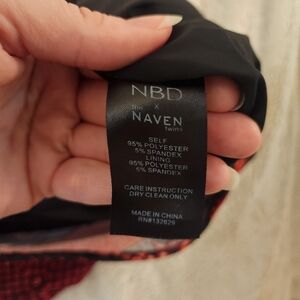 NBD
X
the
NAVEN
twins
SELF
95% POLYESTER
5% SPANDEX
LINING
95% POLYESTER
5% SPANDEX
CARE INSTRUCTION
DRY CLEAN ONLY
MADE IN CHINA
RN#137629